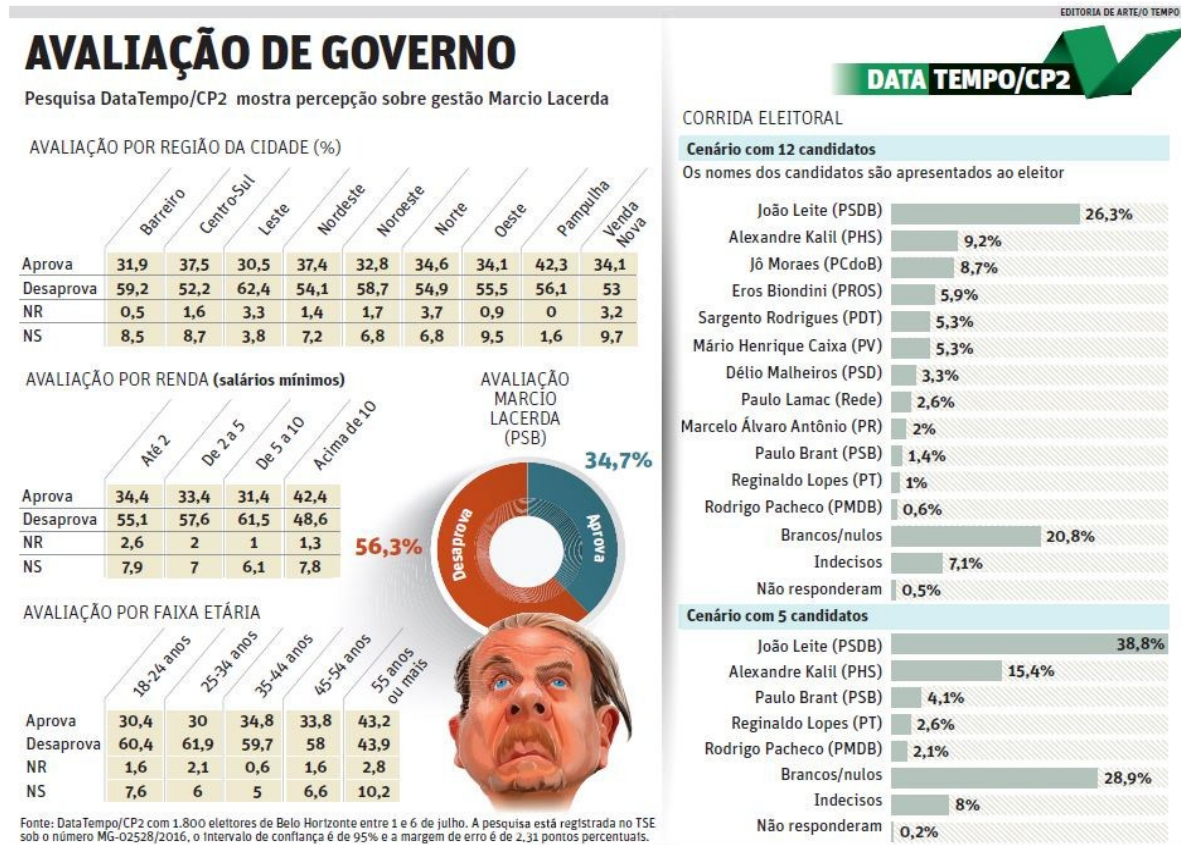 EDITORIA DE ARTE/O TEMPO
AVALIAÇÃO DE GOVERNO
Pesquisa DataTempo/CP2 mostra percepção sobre gestão Marcio Lacerda
AVALIAÇÃO POR REGIÃO DA CIDADE (%)
Barreiro Centro-Sul Leste Nordeste Noroeste Norte Oeste Pampulha Venda Nova
Aprova 31,9 37,5 30,5 37,4 32,8 34,6 34,1 42,3 34,1
Desaprova 59,2 52,2 62,4 54,1 58,7 54,9 55,5 56,1 53
NR 0,5 1,6 3,3 1,4 1,7 3,7 0,9 0 3,2
NS 8,5 8,7 3,8 7,2 6,8 6,8 9,5 1,6 9,7
AVALIAÇÃO POR RENDA (salários mínimos)
Até 2 De 2 a 5 De 5 a 10 Acima de 10
Aprova 34,4 33,4 31,4 42,4
Desaprova 55,1 57,6 61,5 48,6
NR 2,6 2 1 1,3
NS 7,9 7 6,1 7,8
AVALIAÇÃO
MARCIO
LACERDA
(PSB)
34,7%
Aprova
56,3%
Desaprova
AVALIAÇÃO POR FAIXA ETÁRIA
18-24 anos 25-34 anos 35-44 anos 45-54 anos 55 anos ou mais
Aprova 30,4 30 34,8 33,8 43,2
Desaprova 60,4 61,9 59,7 58 43,9
NR 1,6 2,1 0,6 1,6 2,8
NS 7,6 6 5 6,6 10,2
Fonte: DataTempo/CP2 com 1.800 eleitores de Belo Horizonte entre 1 e 6 de julho. A pesquisa está registrada no TSE
sob o número MG-02528/2016, o intervalo de confiança é de 95% e a margem de erro é de 2,31 pontos percentuais.
DATA TEMPO/CP2
CORRIDA ELEITORAL
Cenário com 12 candidatos
Os nomes dos candidatos são apresentados ao eleitor
João Leite (PSDB) 26,3%
Alexandre Kalil (PHS) 9,2%
Jô Moraes (PCdoB) 8,7%
Eros Biondini (PROS) 5,9%
Sargento Rodrigues (PDT) 5,3%
Mário Henrique Caixa (PV) 5,3%
Délio Malheiros (PSD) 3,3%
Paulo Lamac (Rede) 2,6%
Marcelo Álvaro Antônio (PR) 2%
Paulo Brant (PSB) 1,4%
Reginaldo Lopes (PT) 1%
Rodrigo Pacheco (PMDB) 0,6%
Brancos/nulos 20,8%
Indecisos 7,1%
Não responderam 0,5%
Cenário com 5 candidatos
João Leite (PSDB) 38,8%
Alexandre Kalil (PHS) 15,4%
Paulo Brant (PSB) 4,1%
Reginaldo Lopes (PT) 2,6%
Rodrigo Pacheco (PMDB) 2,1%
Brancos/nulos 28,9%
Indecisos 8%
Não responderam 0,2%